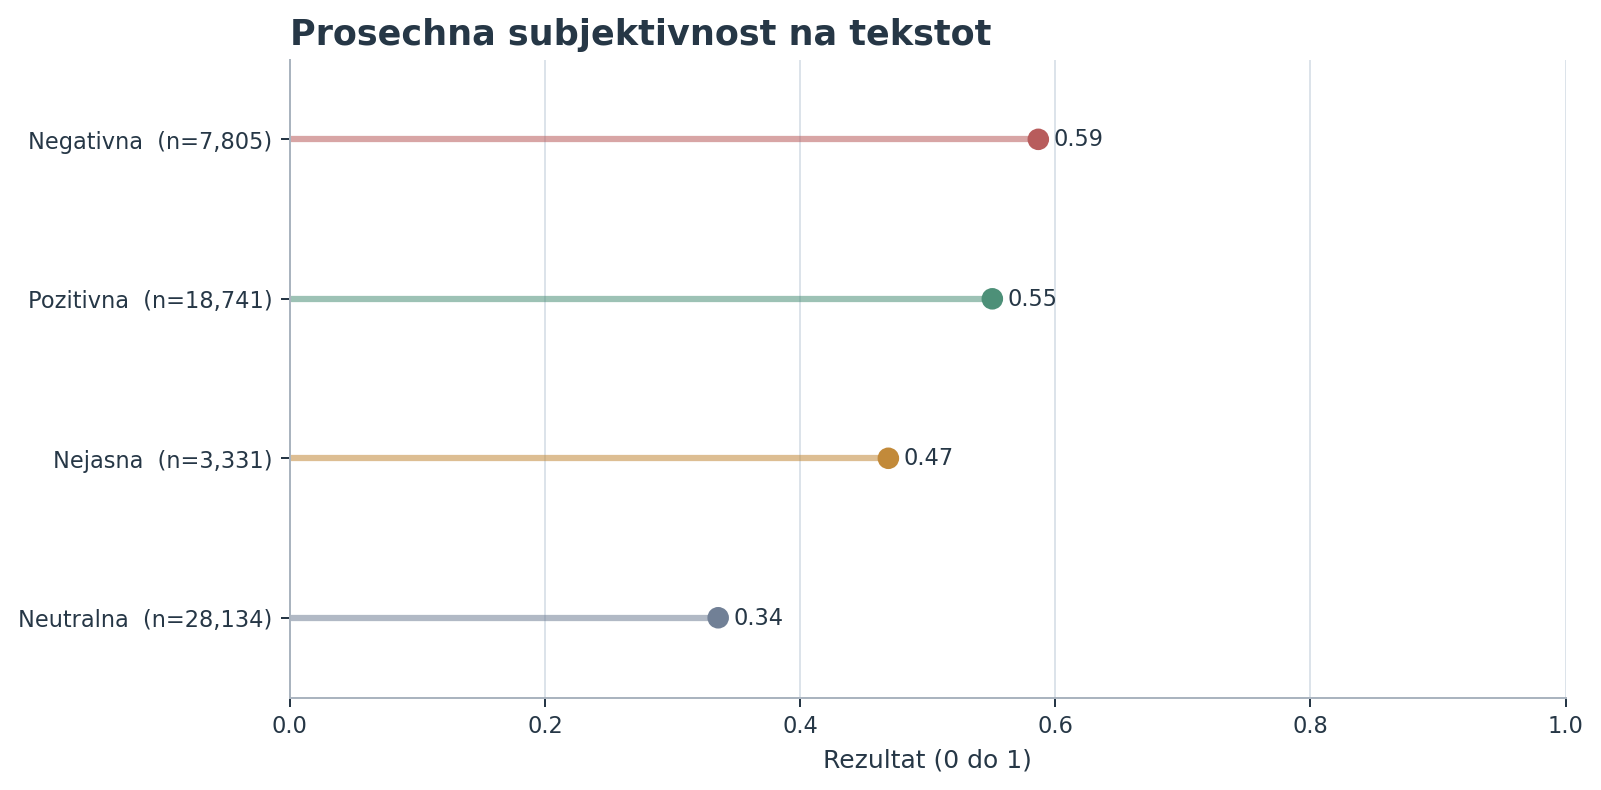 Prosechna subjektivnost na tekstot
Negativna  (n=7,805)
0.59
Pozitivna  (n=18,741)
0.55
Nejasna  (n=3,331)
0.47
Neutralna  (n=28,134)
0.34
0.0 0.2 0.4 0.6 0.8 1.0
Rezultat (0 do 1)